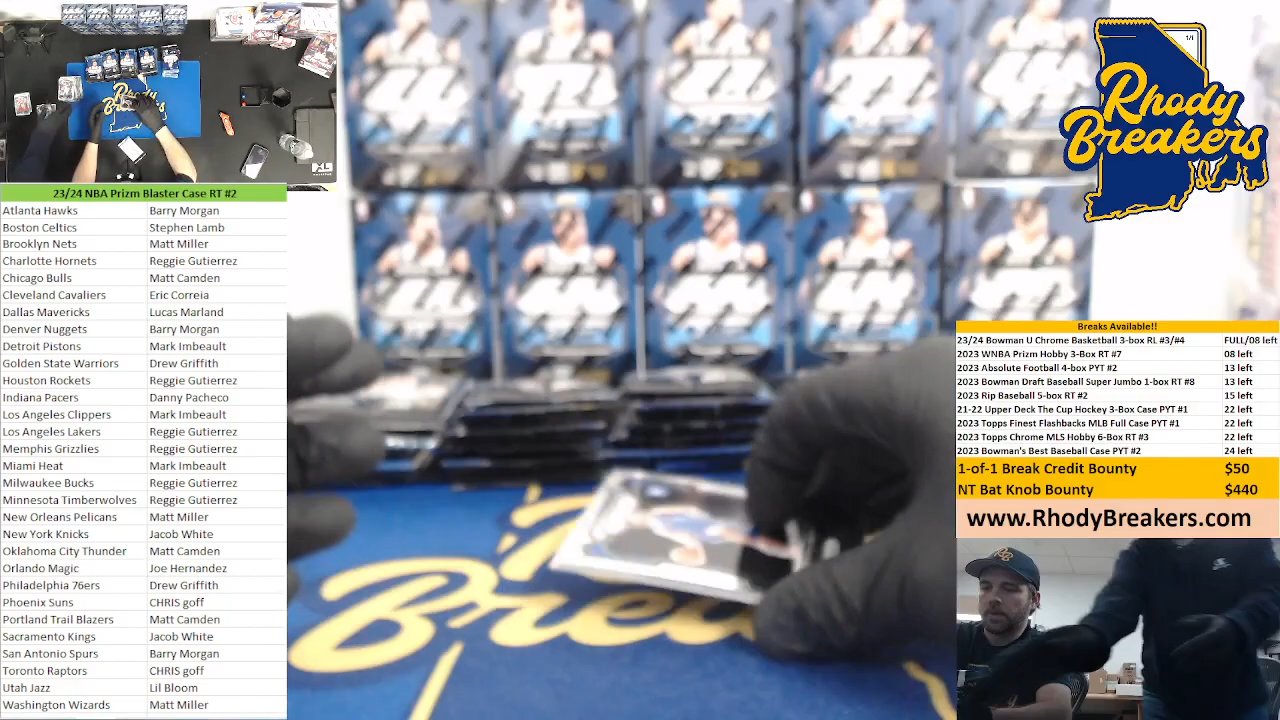 23/24 NBA Prizm Blaster Case RT #2
Atlanta Hawks Barry Morgan
Boston Celtics Stephen Lamb
Brooklyn Nets Matt Miller
Charlotte Hornets Reggie Gutierrez
Chicago Bulls Matt Camden
Cleveland Cavaliers Eric Correia
Dallas Mavericks Lucas Marland
Denver Nuggets Barry Morgan
Detroit Pistons Mark Imbeault
Golden State Warriors Drew Griffith
Houston Rockets Reggie Gutierrez
Indiana Pacers Danny Pacheco
Los Angeles Clippers Mark Imbeault
Los Angeles Lakers Reggie Gutierrez
Memphis Grizzlies Reggie Gutierrez
Miami Heat Mark Imbeault
Milwaukee Bucks Reggie Gutierrez
Minnesota Timberwolves Reggie Gutierrez
New Orleans Pelicans Matt Miller
New York Knicks Jacob White
Oklahoma City Thunder Matt Camden
Orlando Magic Joe Hernandez
Philadelphia 76ers Drew Griffith
Phoenix Suns CHRIS goff
Portland Trail Blazers Matt Camden
Sacramento Kings Jacob White
San Antonio Spurs Barry Morgan
Toronto Raptors CHRIS goff
Utah Jazz Lil Bloom
Washington Wizards Matt Miller
1/1
Rhody
Breakers
Breaks Available!!
23/24 Bowman U Chrome Basketball 3-box RL #3/#4 FULL/08 left
2023 WNBA Prizm Hobby 3-Box RT #7 08 left
2023 Absolute Football 4-box PYT #2 13 left
2023 Bowman Draft Baseball Super Jumbo 1-box RT #8 13 left
2023 Rip Baseball 5-box RT #2 15 left
21-22 Upper Deck The Cup Hockey 3-Box Case PYT #1 22 left
2023 Topps Finest Flashbacks MLB Full Case PYT #1 22 left
2023 Topps Chrome MLS Hobby 6-Box RT #3 22 left
2023 Bowman's Best Baseball Case PYT #2 24 left
1-of-1 Break Credit Bounty $50
NT Bat Knob Bounty $440
www.RhodyBreakers.com